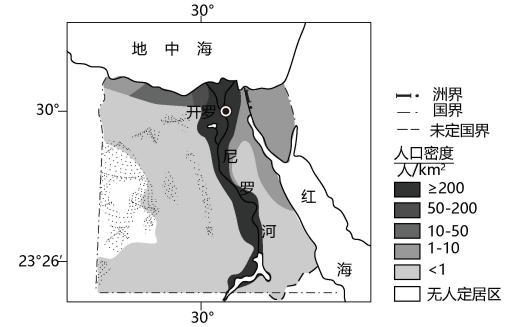 30°
地中海
30°
开罗
尼
罗
河
红
海
23°26′
30°
洲界
国界
未定国界
人口密度
人/km²
≥200
50-200
10-50
1-10
<1
无人定居区